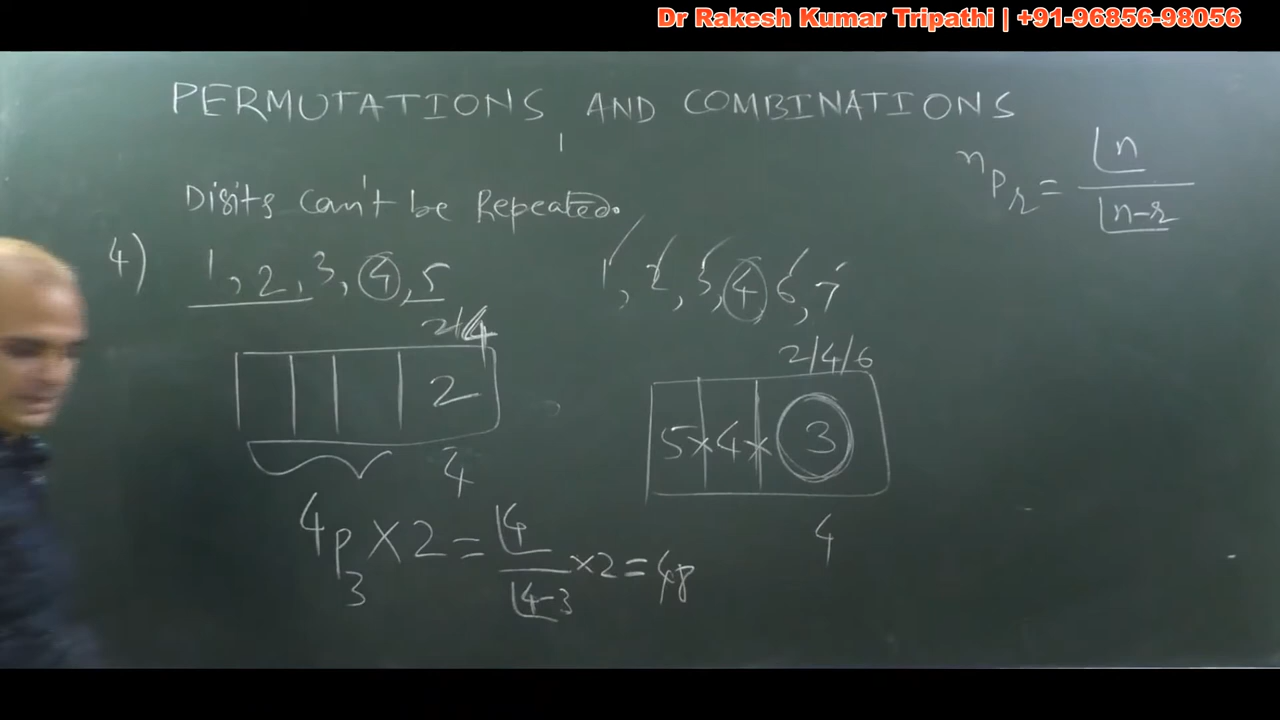 Dr Rakesh Kumar Tripathi | +91-96856-98056
PERMUTATIONS AND COMBINATIONS
nPr = ⌊n / ⌊n-r
Digits can't be Repeated.
4) 1, 2, 3, 4, 5
1, 2, 5, 4 6, 7
2/4
2
4
2/4/6
5×4× 3
4
4P3 × 2 = ⌊4 / ⌊4-3 × 2 = 48